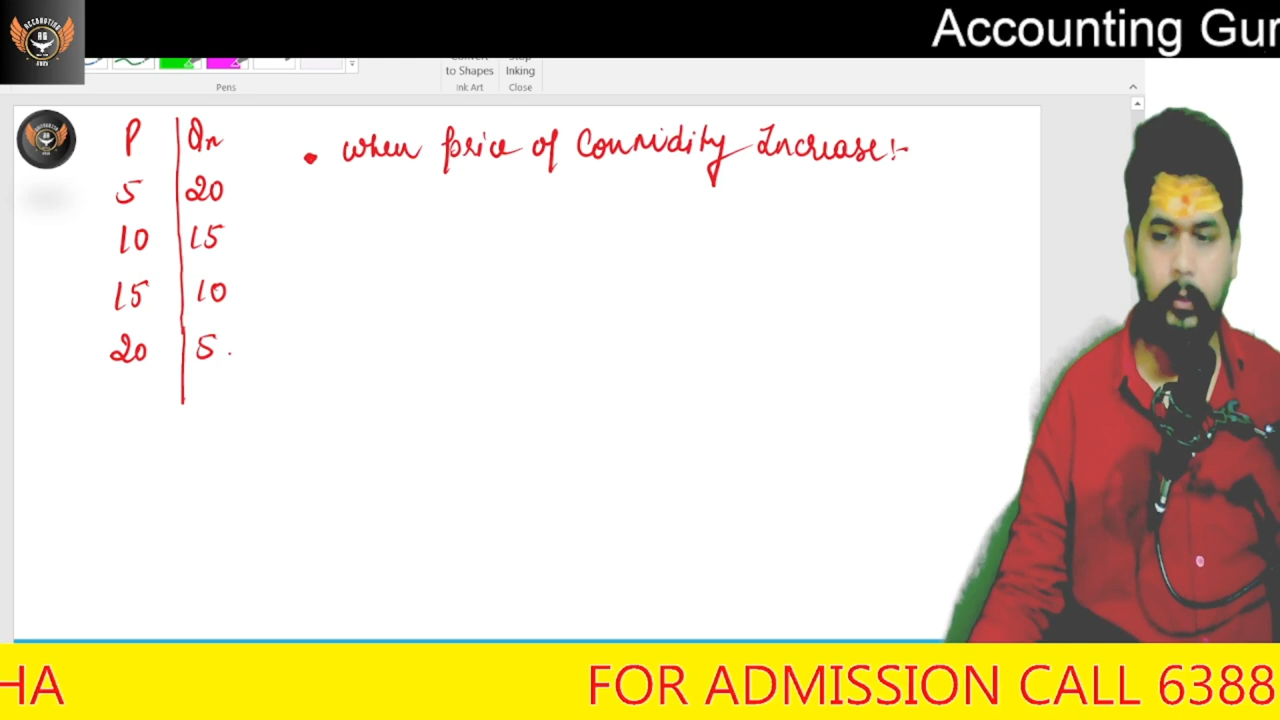 Accounting Gur
to Shapes
Inking
Pens
Ink Art
Close
P Qn
5 20
10 15
15 10
20 5.
• when price of Commidity Increase:-
HA
FOR ADMISSION CALL 6388